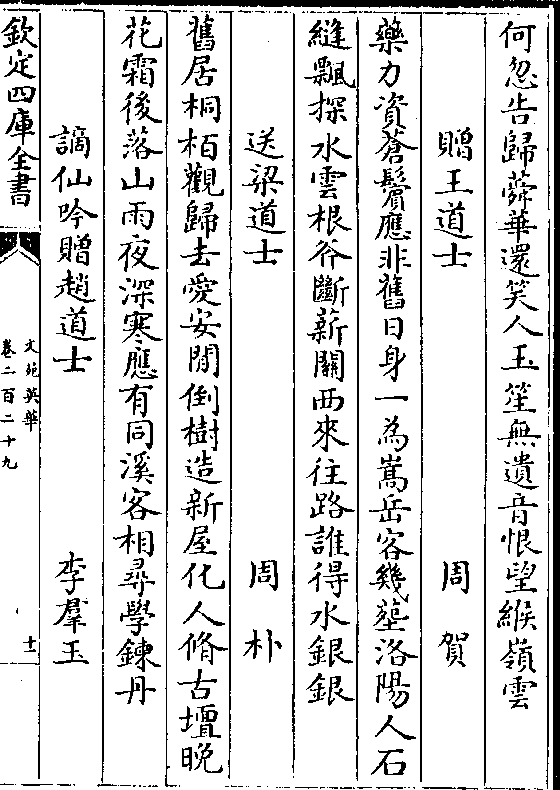 何忽告歸蕣華還笑人玉笙無遺音恨望緱嶺雲
贈王道士　周賀
藥力資蒼鬢應非舊日身一為嵩岳客幾塟洛陽人石
縫瓢探水雲根斧斷薪關西來往路誰得水銀銀
送梁道士　周朴
舊居桐栢觀歸去愛安閒倒樹造新屋化人脩古壇晚
花霜後落山雨夜深寒應有同溪客相尋學鍊丹
謫仙吟贈趙道士　李羣玉
欽定四庫全書
文苑英華
卷二百二十九
十一